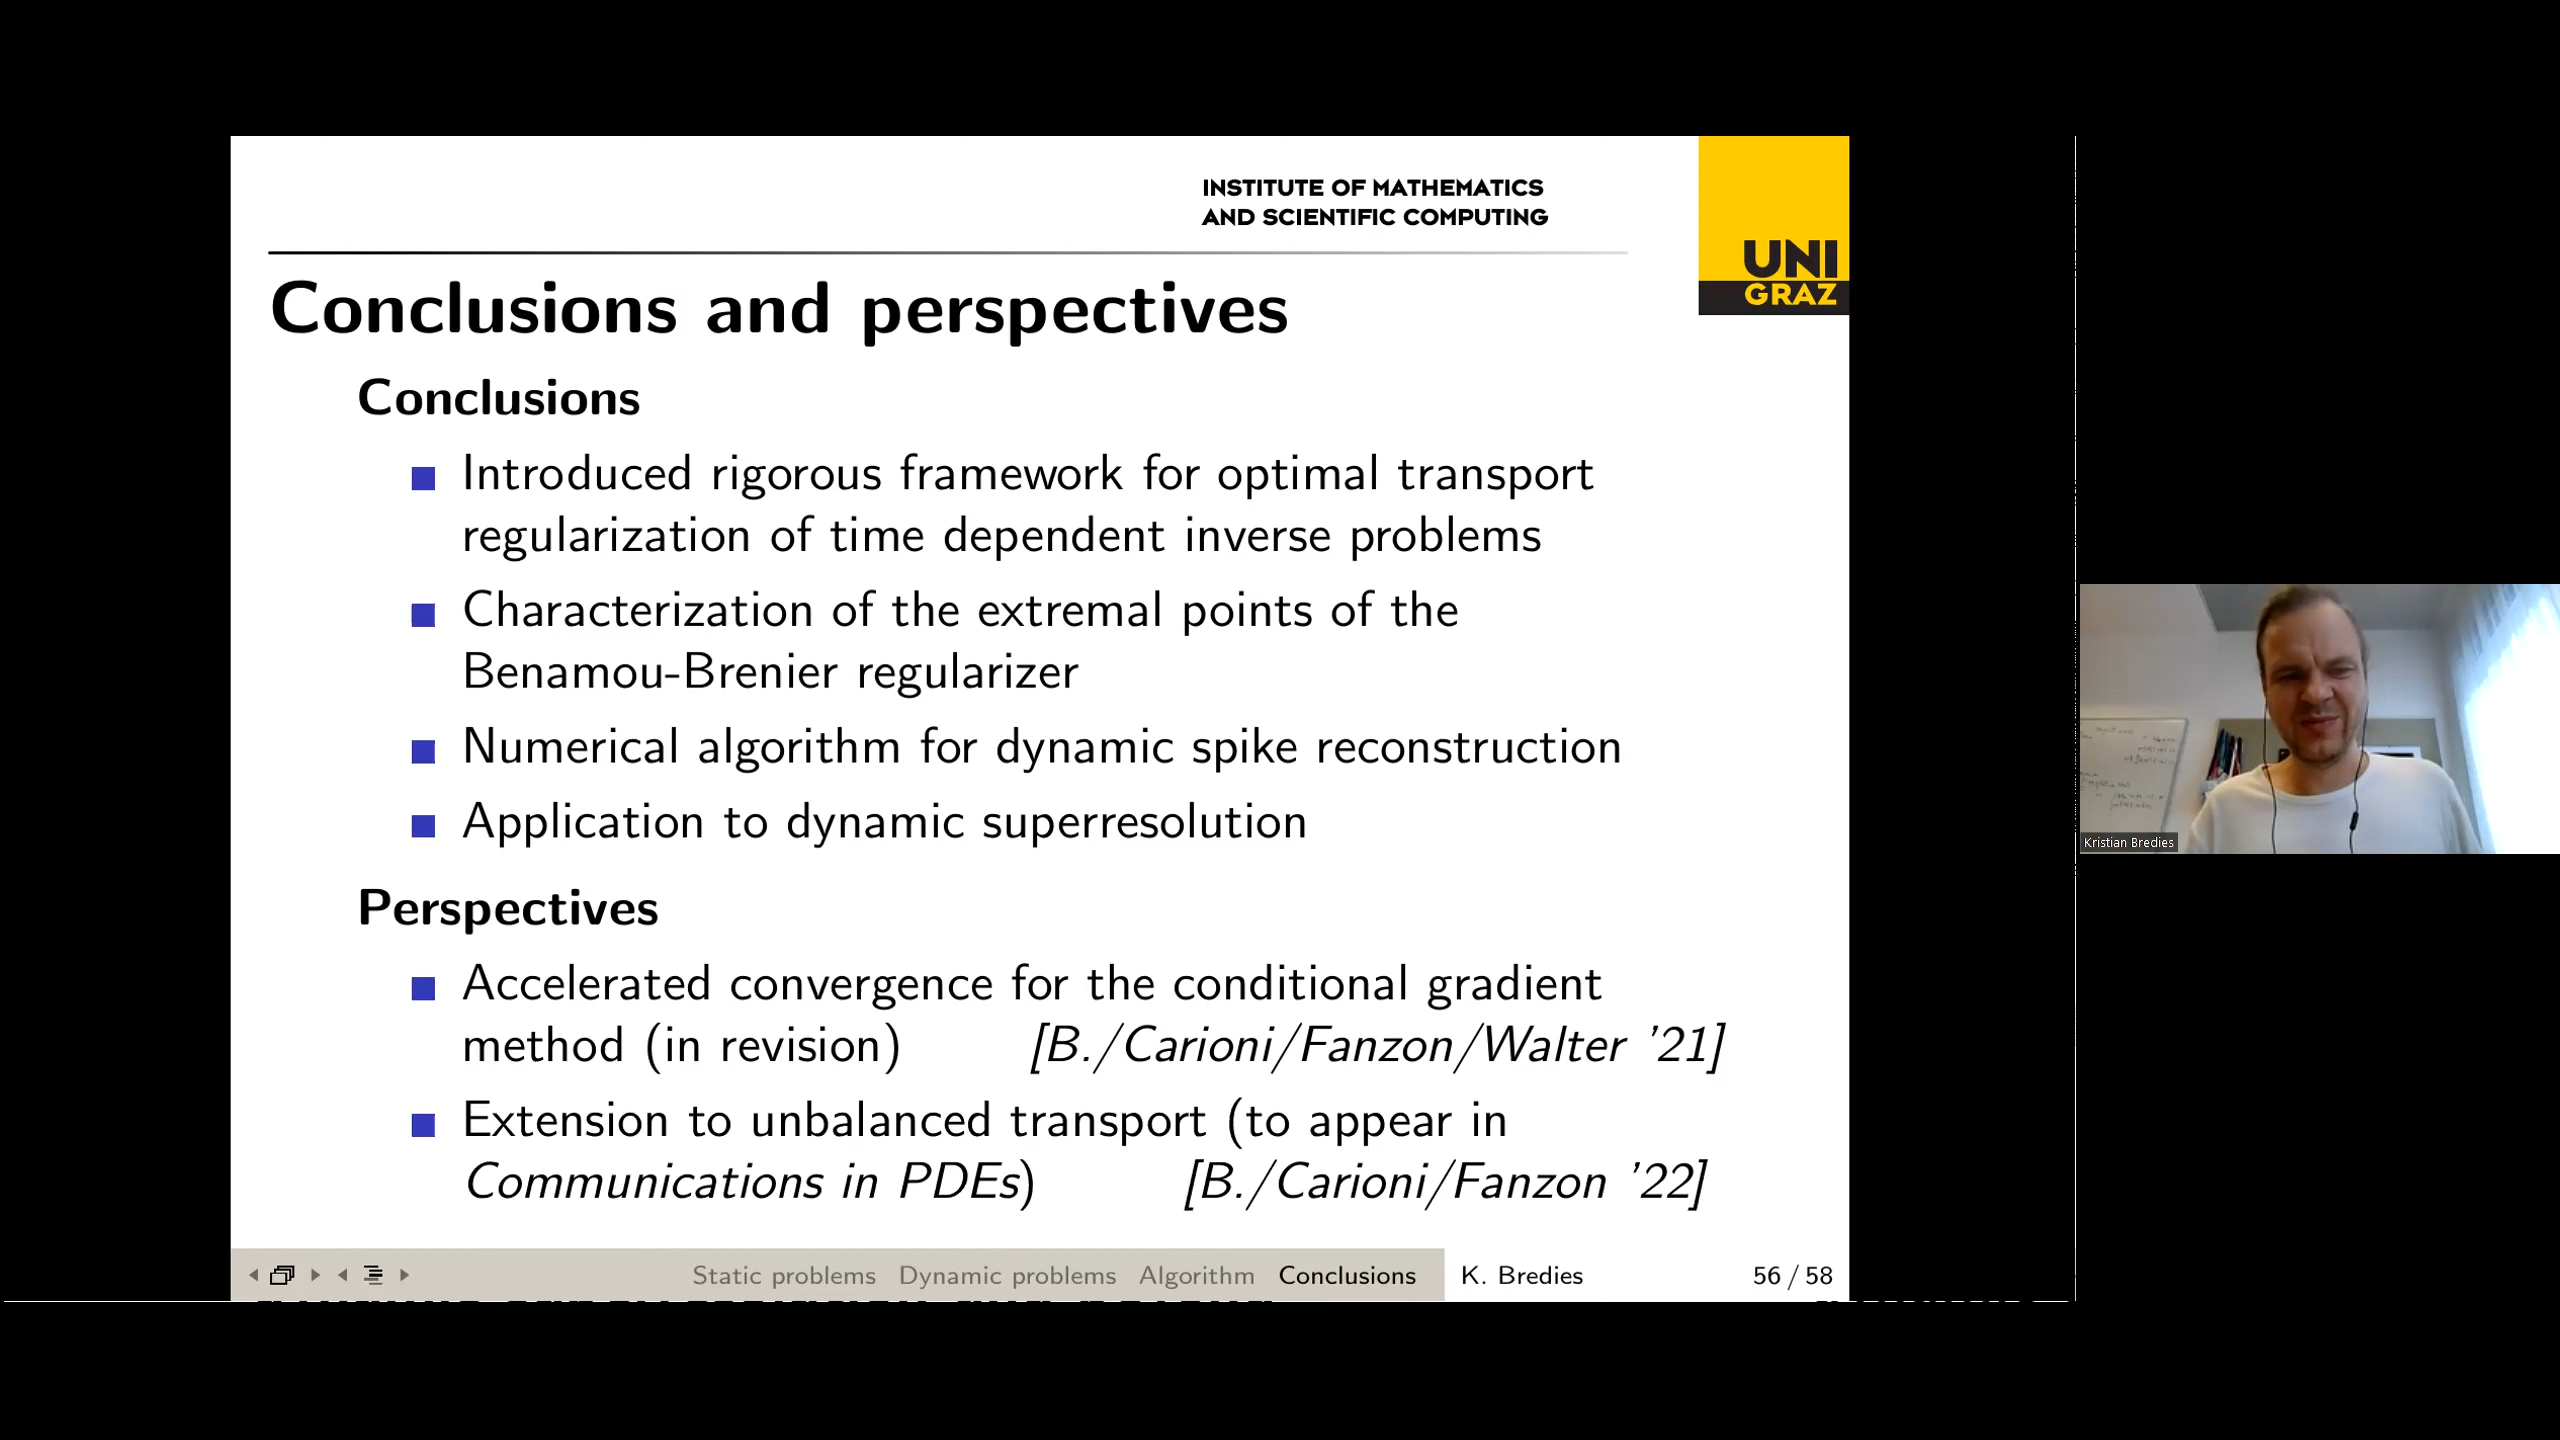 INSTITUTE OF MATHEMATICS
AND SCIENTIFIC COMPUTING
UNI
GRAZ
Conclusions and perspectives
Conclusions
Introduced rigorous framework for optimal transport
regularization of time dependent inverse problems
Characterization of the extremal points of the
Benamou-Brenier regularizer
Numerical algorithm for dynamic spike reconstruction
Application to dynamic superresolution
Perspectives
Accelerated convergence for the conditional gradient
method (in revision) [B./Carioni/Fanzon/Walter '21]
Extension to unbalanced transport (to appear in
Communications in PDEs) [B./Carioni/Fanzon '22]
Static problems Dynamic problems Algorithm Conclusions K. Bredies 56 / 58
Kristian Bredies